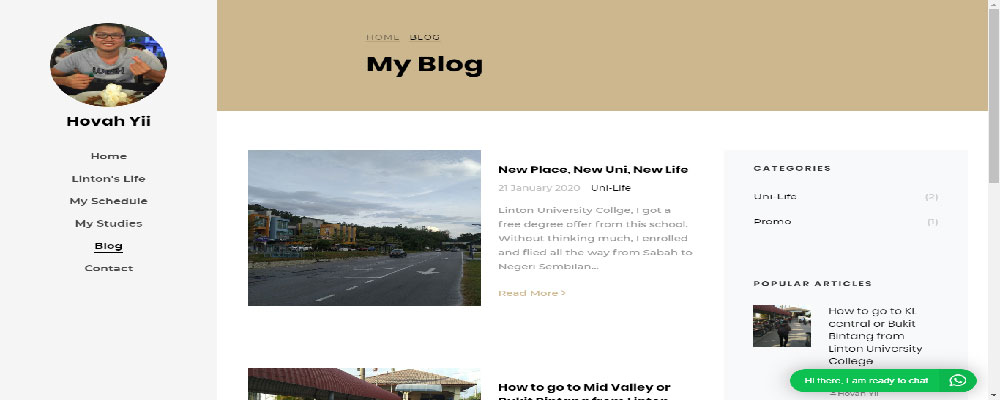 Hovah Yii
Home
Linton's Life
My Schedule
My Studies
Blog
Contact
HOME BLOG
My Blog
New Place, New Uni, New Life
21 January 2020 Uni-Life
Linton University Collge, I got a
free degree offer from this school.
Without thinking much, I enrolled
and flied all the way from Sabah to
Negeri Sembilan...
Read More >
How to go to Mid Valley or
Bukit Bintang from Linton
CATEGORIES
Uni-Life (2)
Promo (1)
POPULAR ARTICLES
How to go to KL
central or Bukit
Bintang from
Linton University
College
Hi there, I am ready to chat
Hovah Yii